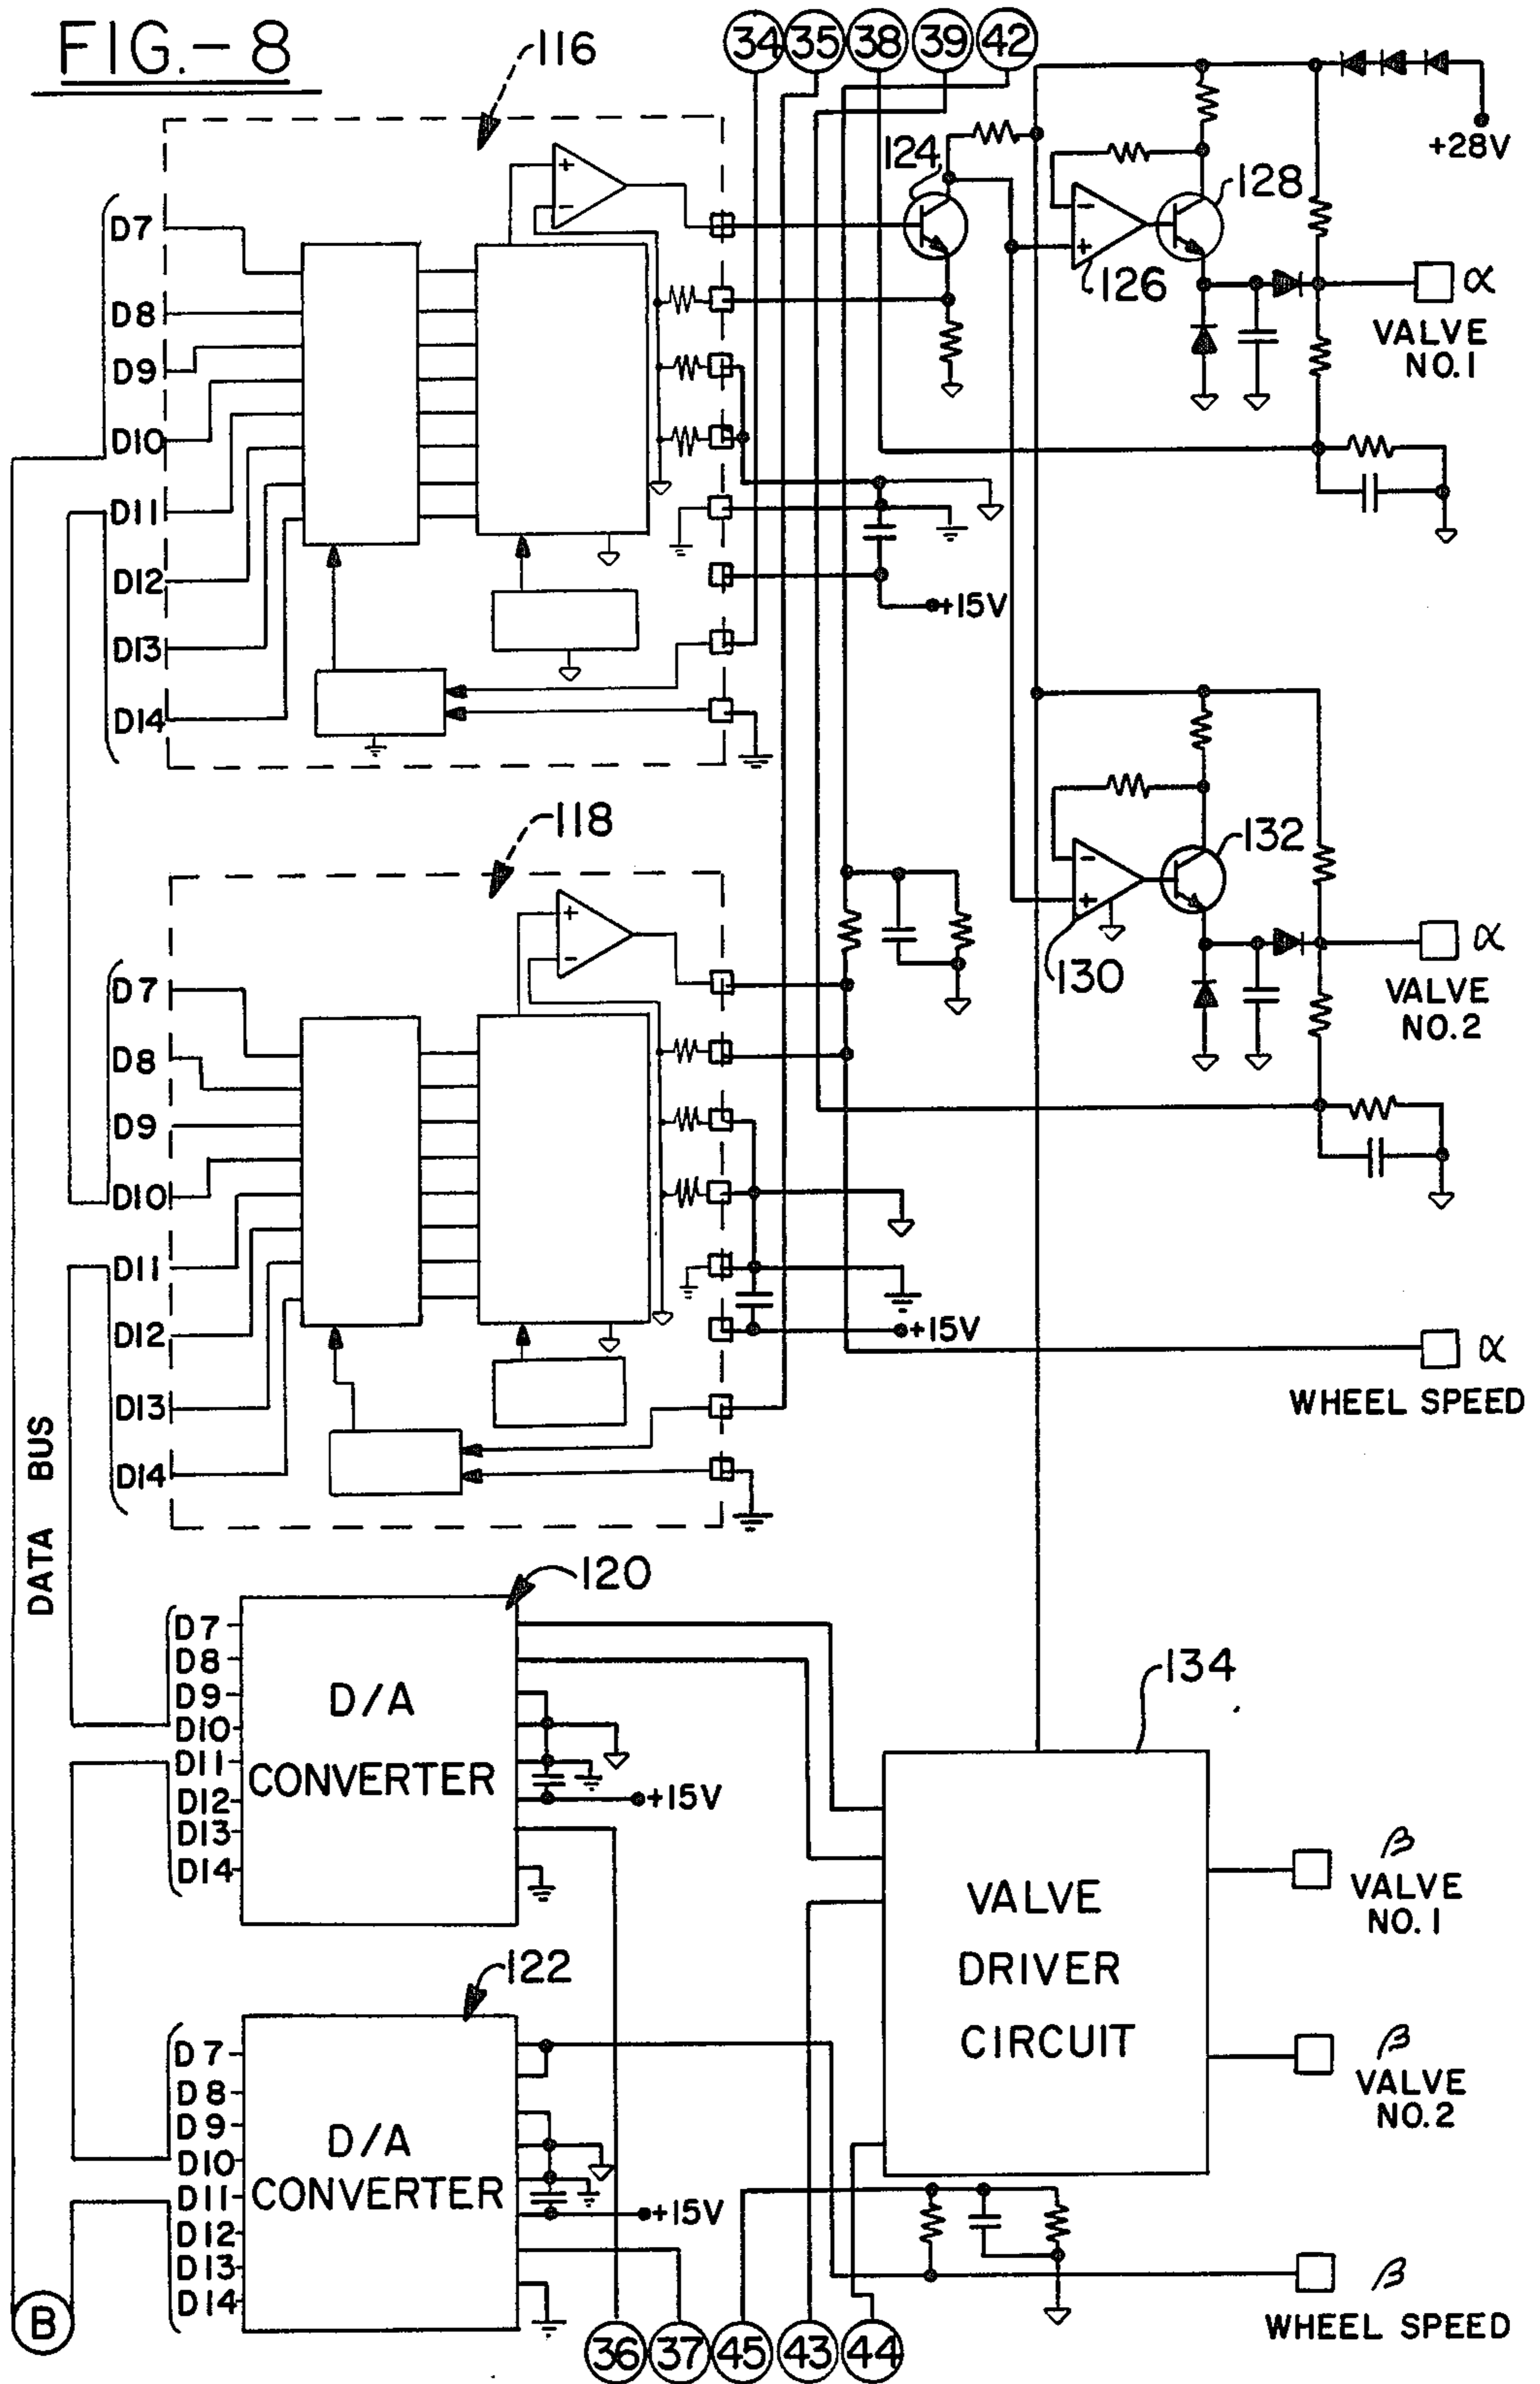 FIG.-8
116
34 35 38 39 42
+28V
124
128
126
D7
D8
D9
D10
D11
D12
D13
D14
+
-
-
+
α
VALVE
NO.1
+15V
118
132
130
+
-
-
+
D7
D8
D9
D10
D11
D12
D13
D14
α
VALVE
NO.2
+15V
α
WHEEL SPEED
DATA BUS
120
D7
D8
D9
D10
D11
D12
D13
D14
D/A
CONVERTER
+15V
134
VALVE
DRIVER
CIRCUIT
β
VALVE
NO.1
β
VALVE
NO.2
122
D7
D8
D9
D10
D11
D12
D13
D14
D/A
CONVERTER
+15V
β
WHEEL SPEED
B
36 37 45 43 44